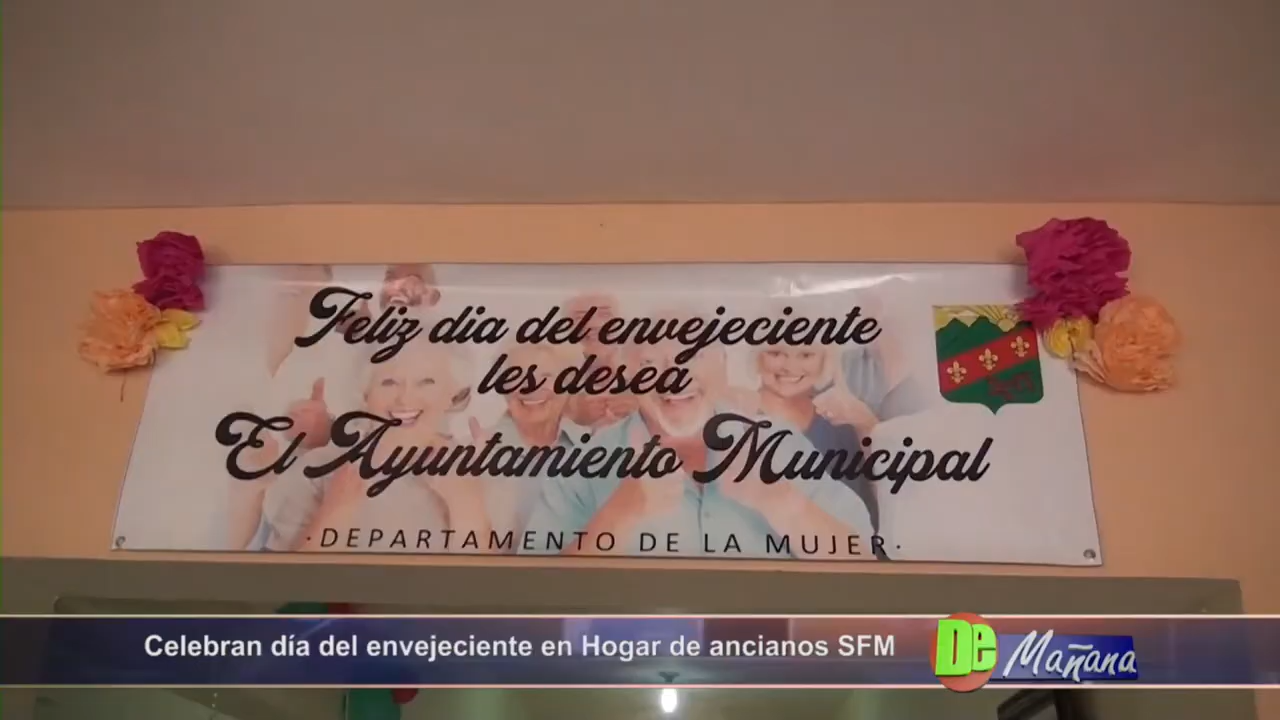 Feliz dia del envejeciente
les desea
El Ayuntamiento Municipal
·DEPARTAMENTO DE LA MUJER·
Celebran día del envejeciente en Hogar de ancianos SFM
De Mañana